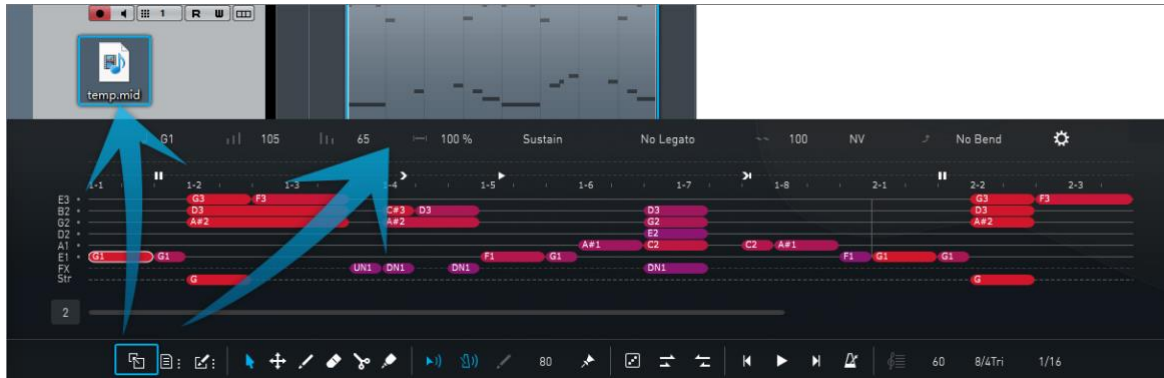 1 R W
temp.mid
G1 105 65 100 % Sustain No Legato 100 NV No Bend
1-1 1-2 1-3 1-4 1-5 1-6 1-7 1-8 2-1 2-2 2-3
E3 G3 F3 G3 F3
B2 D3 C#3 D3 D3 D3
G2 A#2 A#2 G2 A#2
D2 E2
A1 A#1 C2 C2 A#1
E1 G1 G1 F1 G1 F1 G1 G1
FX UN1 DN1 DN1 DN1
Str G G
2
80 60 8/4Tri 1/16